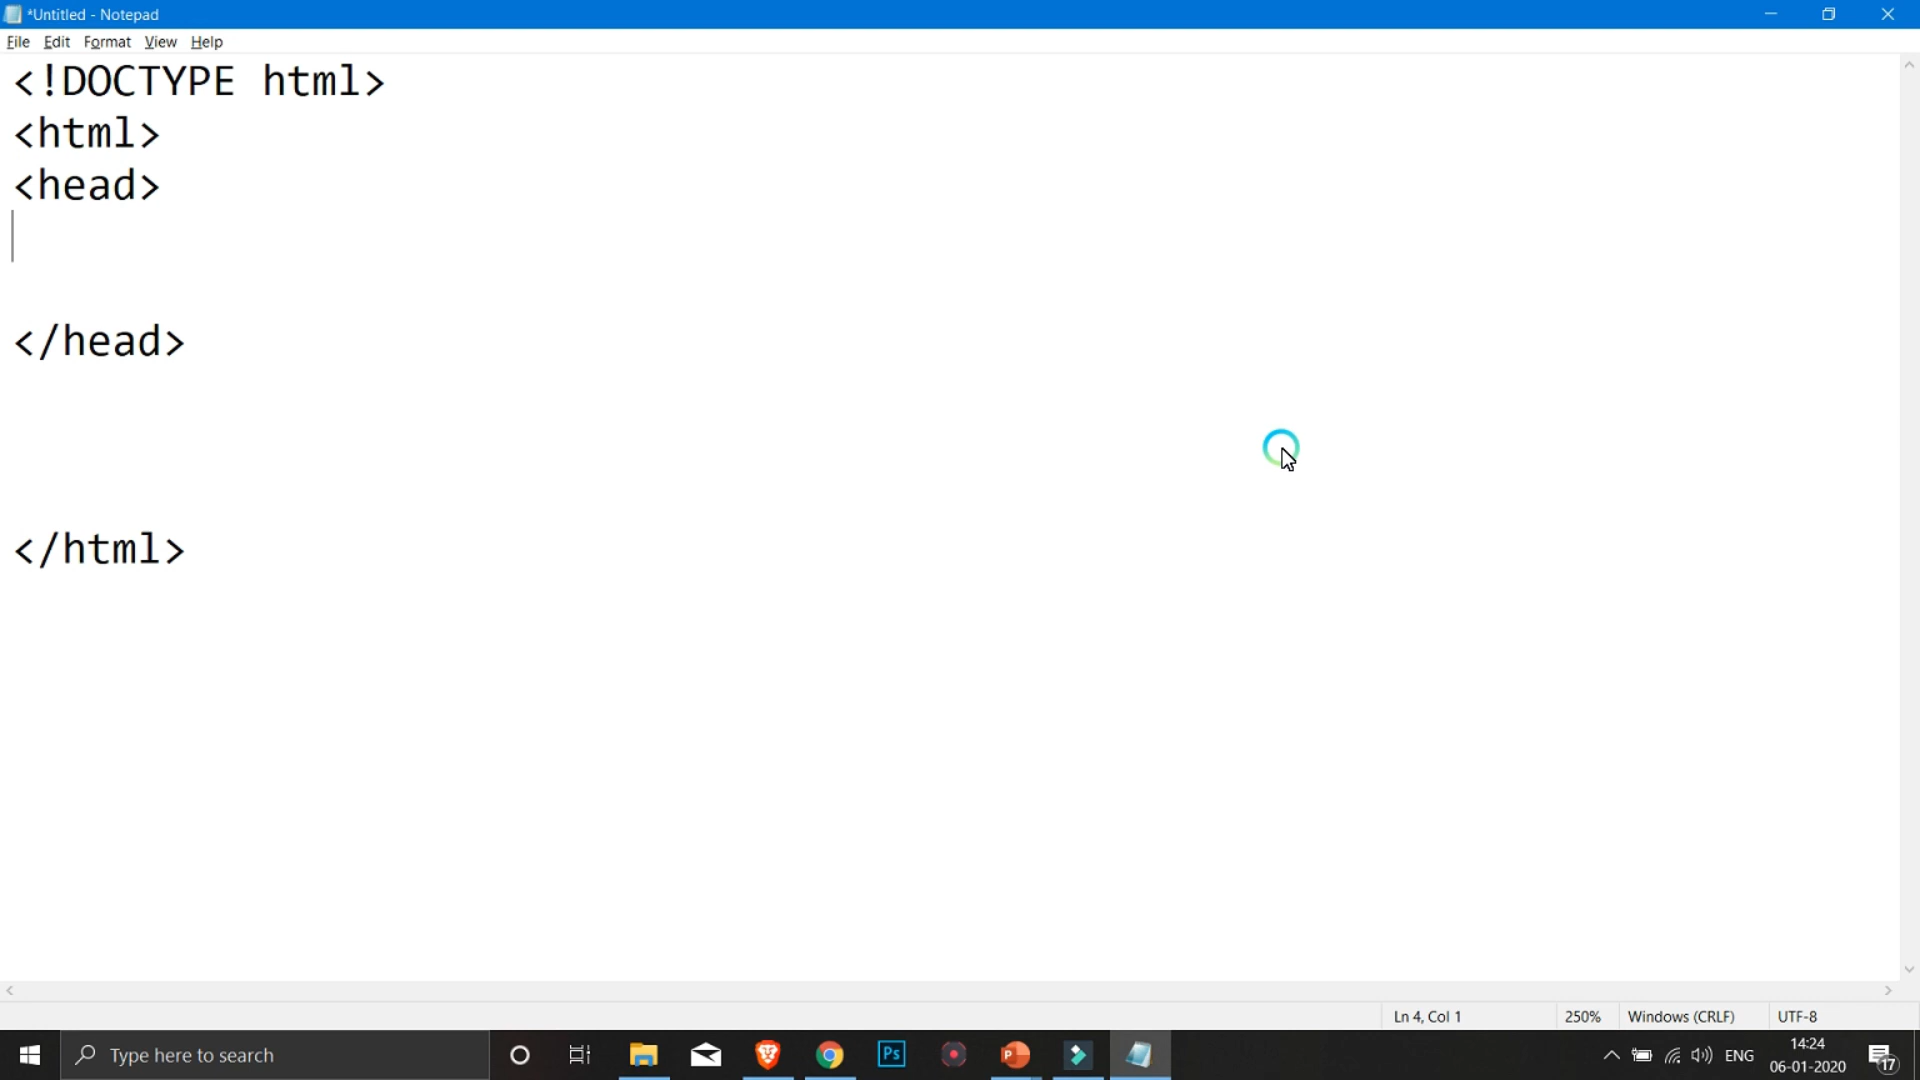 *Untitled - Notepad
File Edit Format View Help
<!DOCTYPE html>
<html>
<head>
</head>
</html>
Ln 4, Col 1 250% Windows (CRLF) UTF-8
Type here to search
Ps
P
ENG
14:24
06-01-2020
17